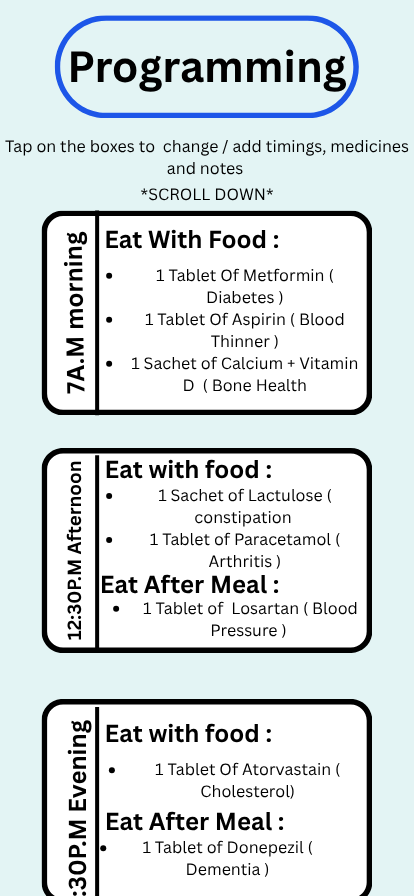 Programming
Tap on the boxes to change / add timings, medicines
and notes
*SCROLL DOWN*
7A.M morning
Eat With Food :
• 1 Tablet Of Metformin (
Diabetes )
• 1 Tablet Of Aspirin ( Blood
Thinner )
• 1 Sachet of Calcium + Vitamin
D ( Bone Health
12:30P.M Afternoon
Eat with food :
• 1 Sachet of Lactulose (
constipation
• 1 Tablet of Paracetamol (
Arthritis )
Eat After Meal :
• 1 Tablet of Losartan ( Blood
Pressure )
:30P.M Evening
Eat with food :
• 1 Tablet Of Atorvastain (
Cholesterol)
Eat After Meal :
• 1 Tablet of Donepezil (
Dementia )